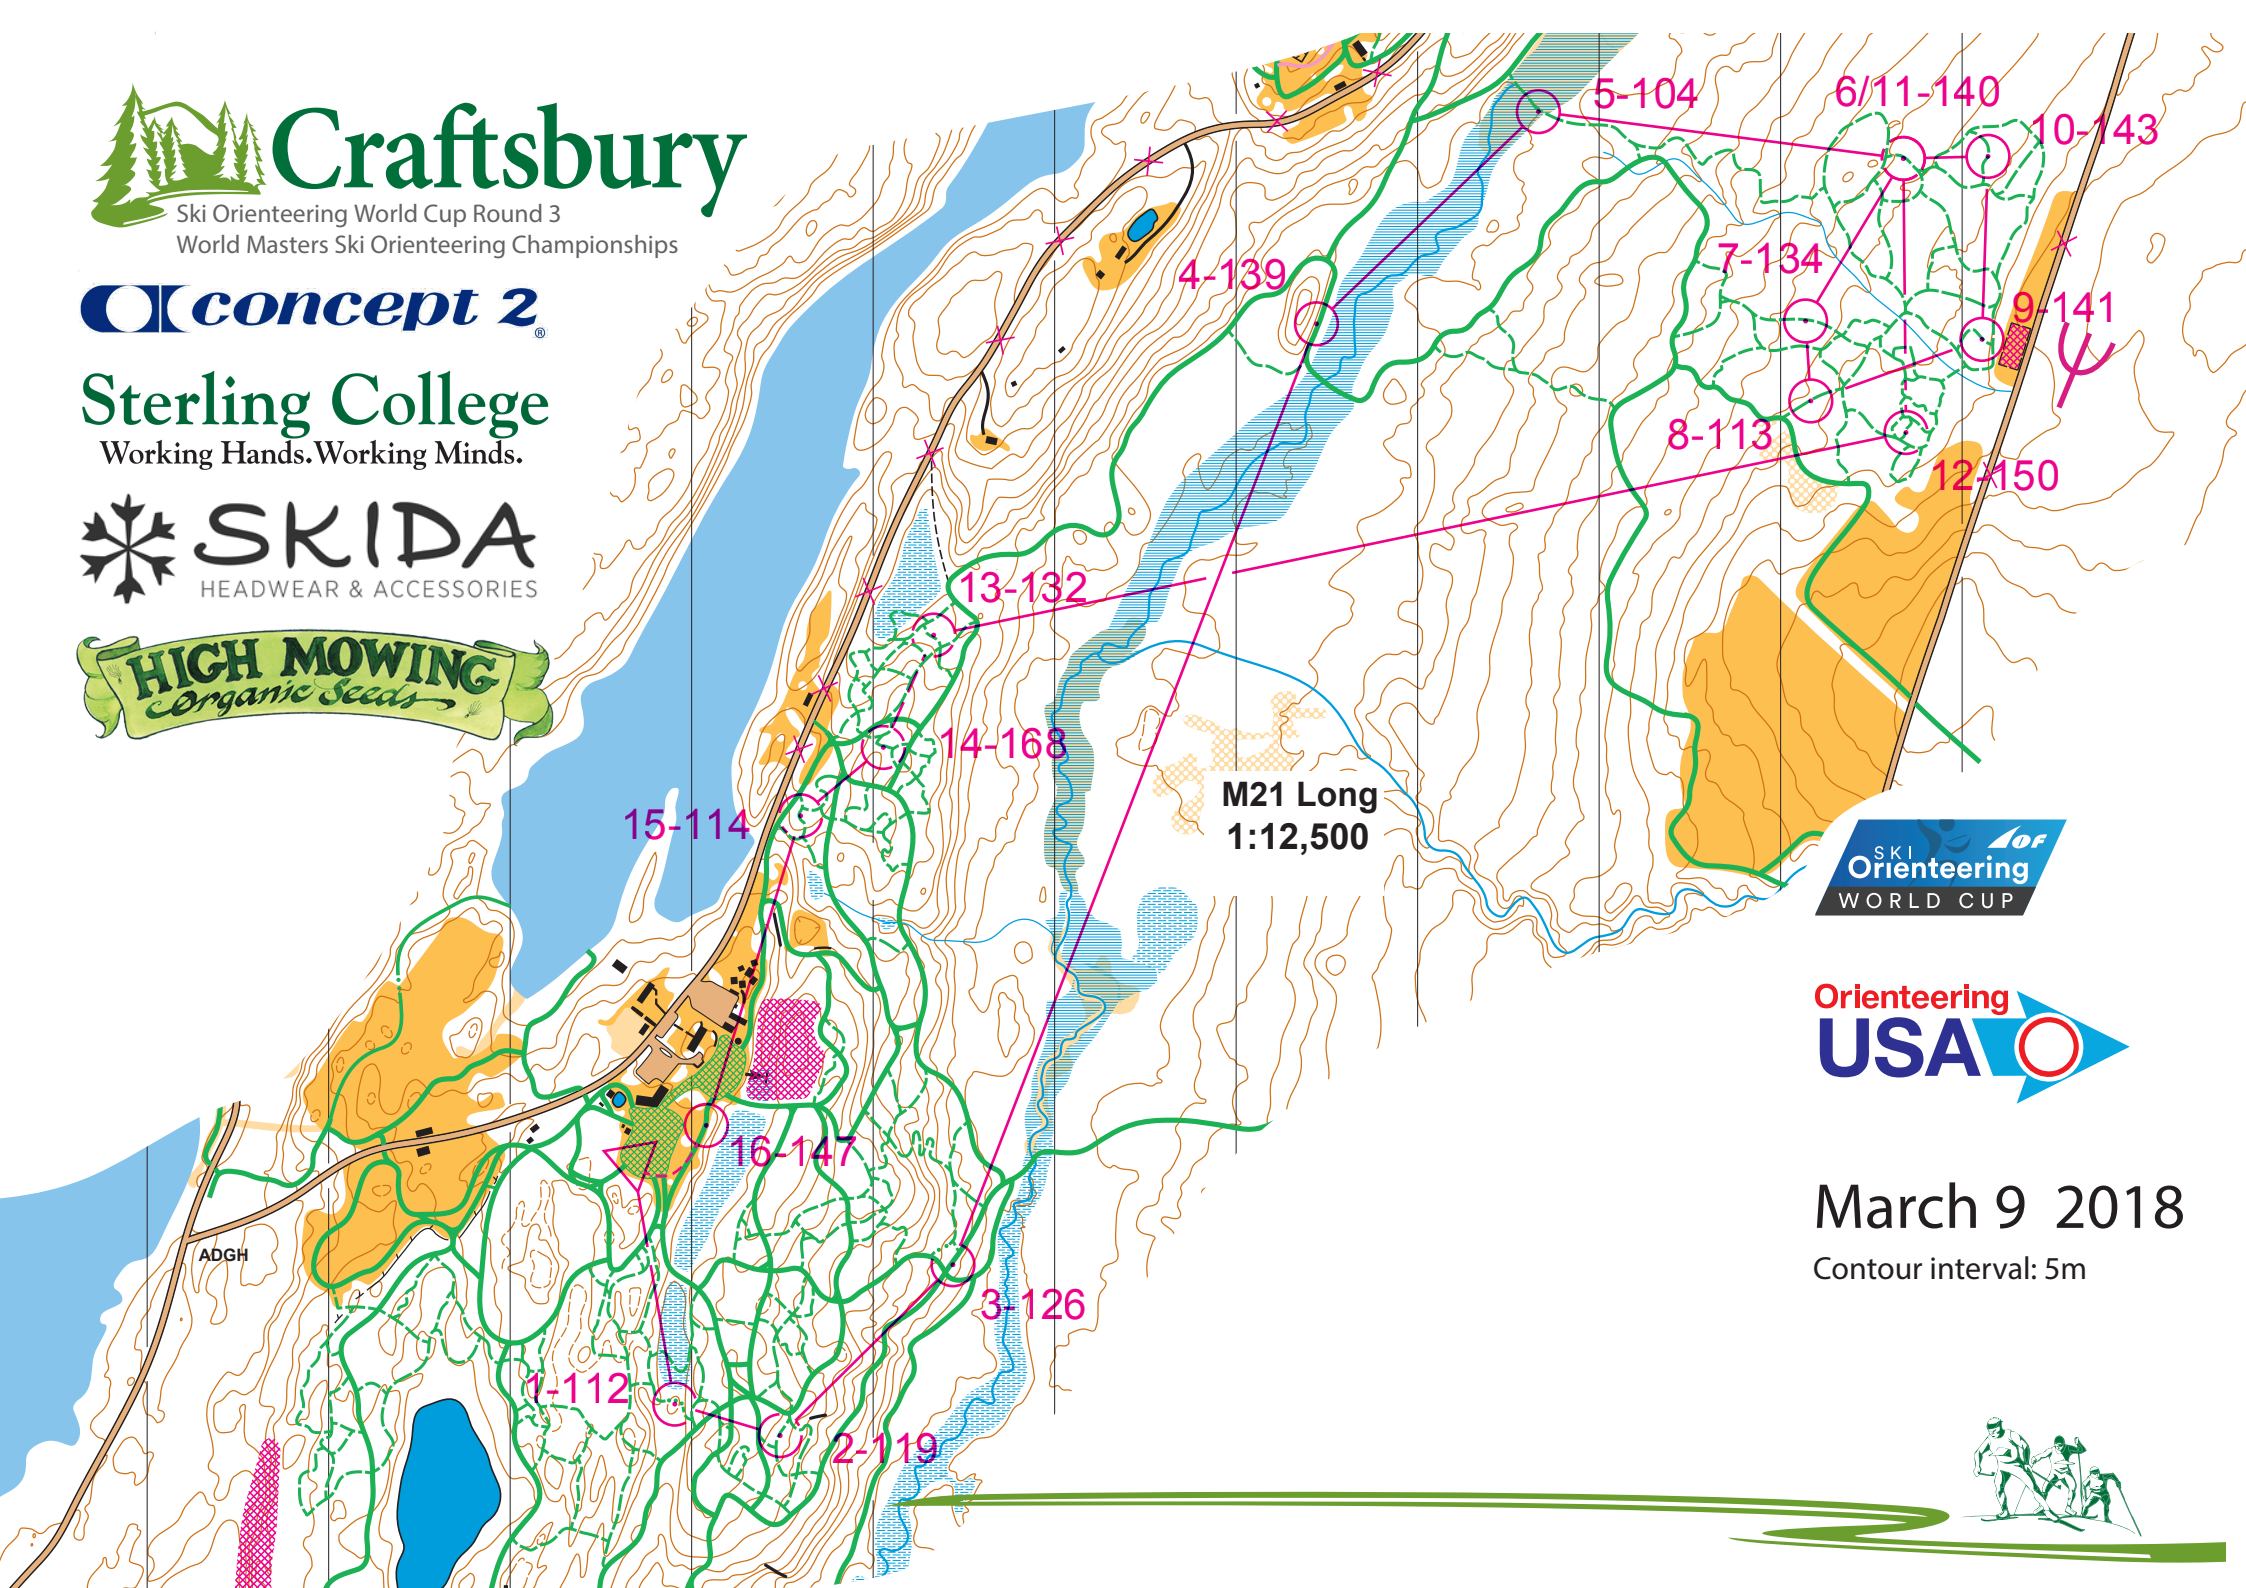 Craftsbury
Ski Orienteering World Cup Round 3
World Masters Ski Orienteering Championships
concept 2®
Sterling College
Working Hands. Working Minds.
SKIDA
HEADWEAR & ACCESSORIES
HIGH MOWING
Organic Seeds
5-104
6/11-140
10-143
4-139
7-134
9-141
8-113
12-150
13-132
14-168
15-114
M21 Long
1:12,500
16-147
ADGH
3-126
1-112
2-119
IOF
SKI
Orienteering
WORLD CUP
Orienteering
USA
March 9 2018
Contour interval: 5m